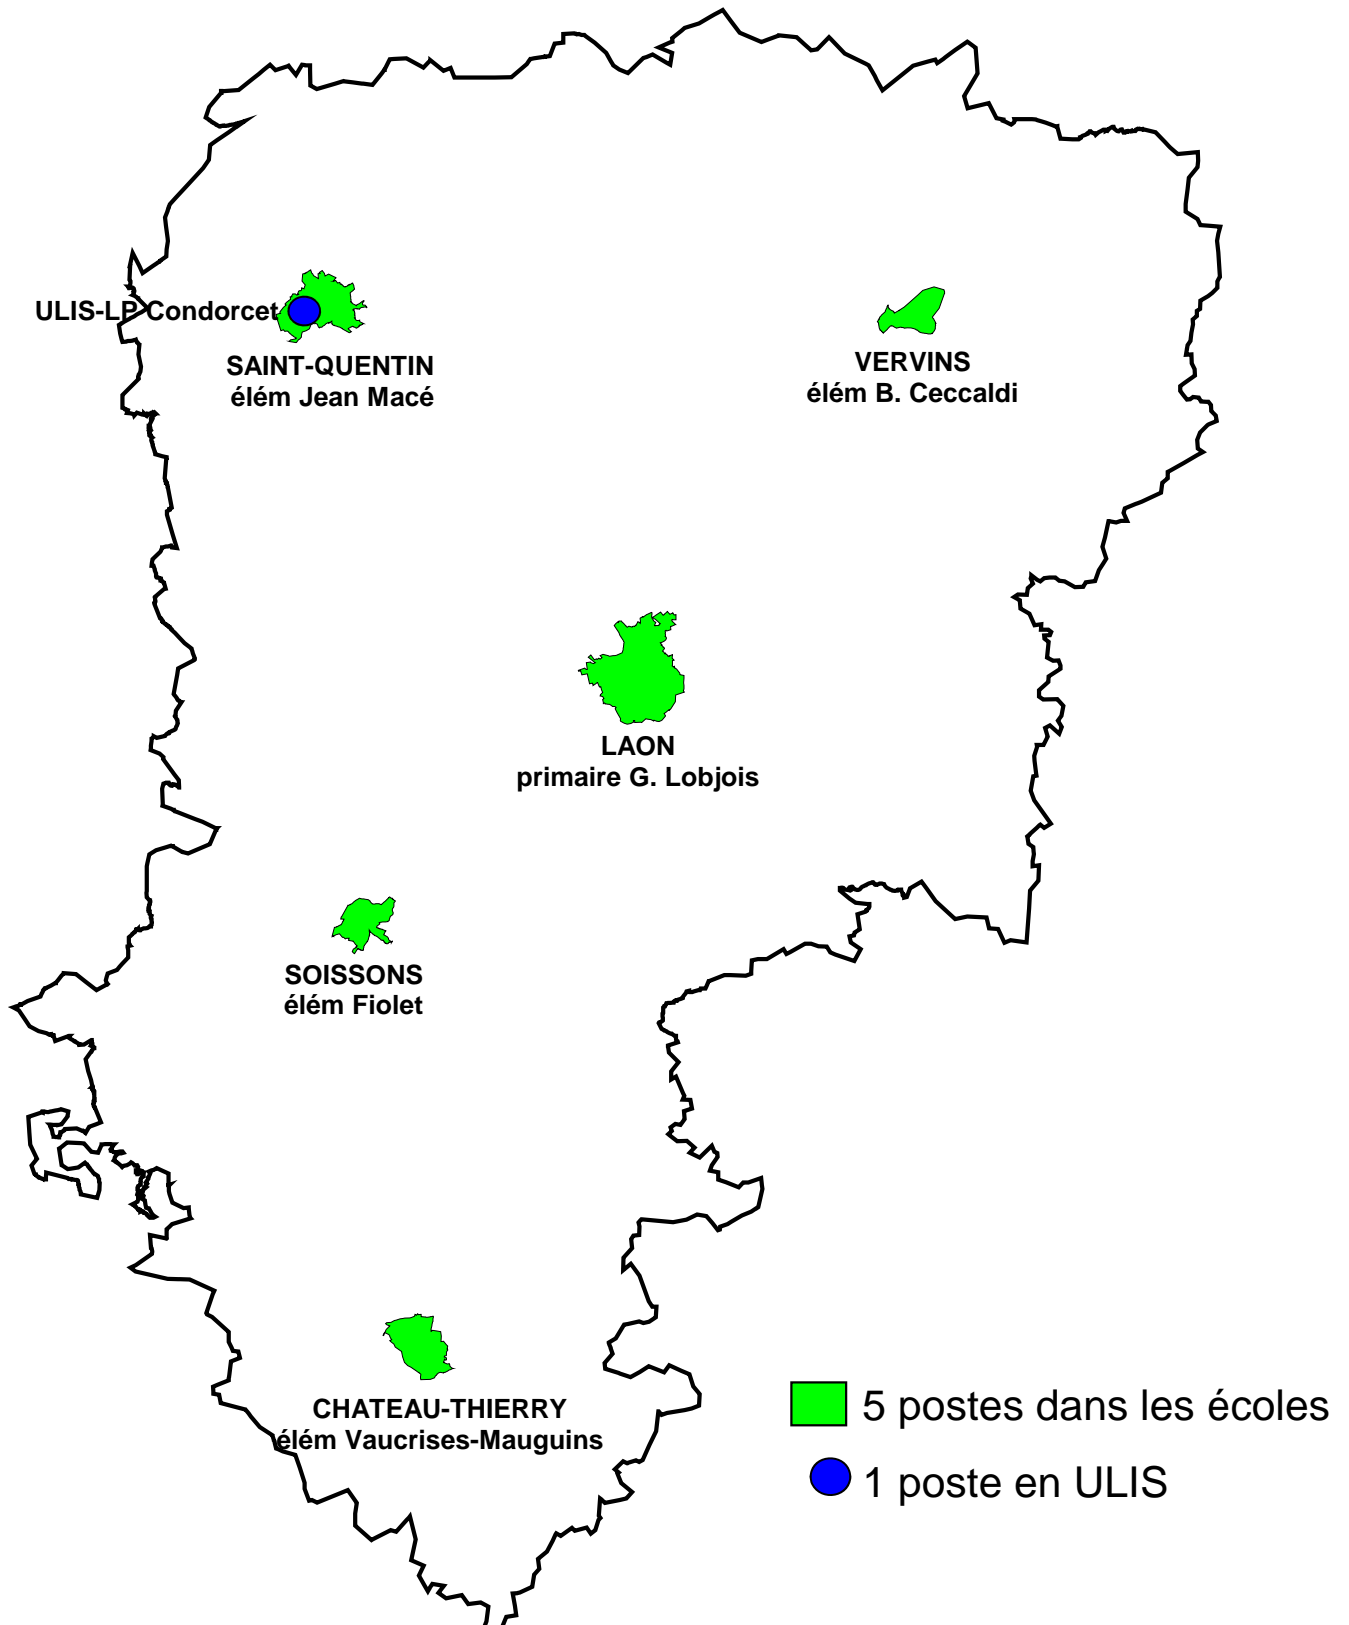 ULIS-LP Condorcet
SAINT-QUENTIN
élém Jean Macé
VERVINS
élém B. Ceccaldi
LAON
primaire G. Lobjois
SOISSONS
élém Fiolet
CHATEAU-THIERRY
élém Vaucrises-Mauguins
5 postes dans les écoles
1 poste en ULIS